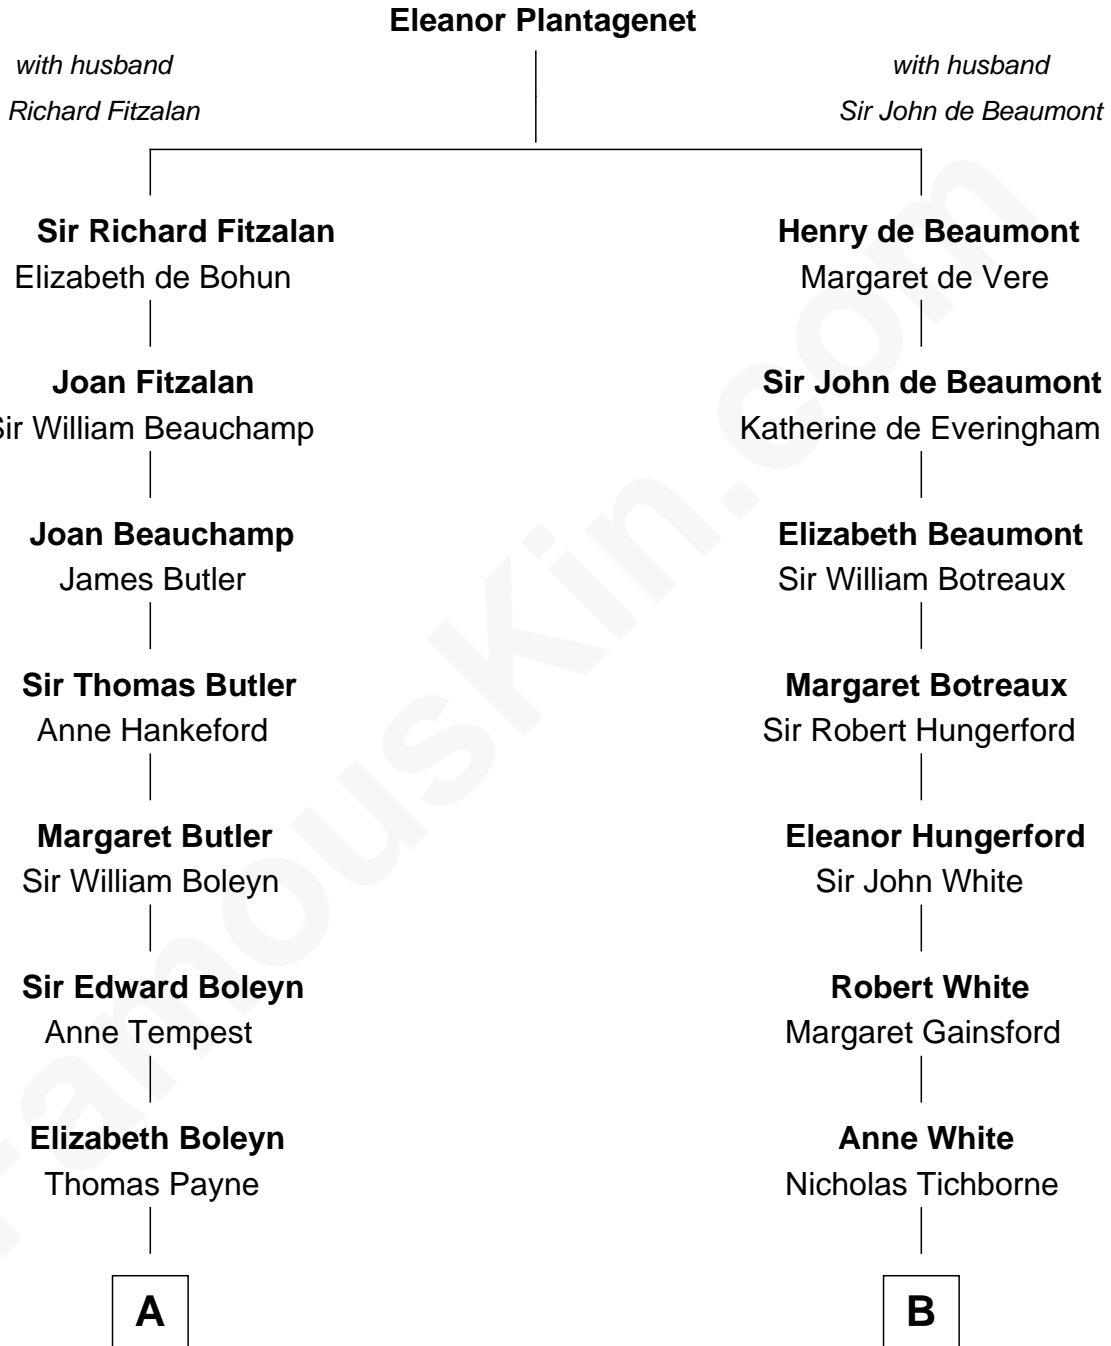 Eleanor Plantagenet
with husband
Richard Fitzalan
with husband
Sir John de Beaumont
Sir Richard Fitzalan
Elizabeth de Bohun
Henry de Beaumont
Margaret de Vere
Joan Fitzalan
Sir William Beauchamp
Sir John de Beaumont
Katherine de Everingham
Joan Beauchamp
James Butler
Elizabeth Beaumont
Sir William Botreaux
Sir Thomas Butler
Anne Hankeford
Margaret Botreaux
Sir Robert Hungerford
Margaret Butler
Sir William Boleyn
Eleanor Hungerford
Sir John White
Sir Edward Boleyn
Anne Tempest
Robert White
Margaret Gainsford
Elizabeth Boleyn
Thomas Payne
Anne White
Nicholas Tichborne
A
B
FamousKin.com